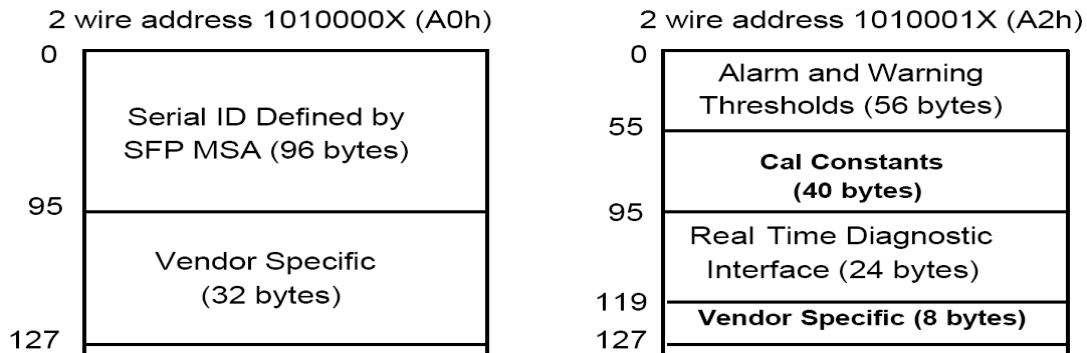 2 wire address 1010000X (A0h)
0
Serial ID Defined by
SFP MSA (96 bytes)
95
Vendor Specific
(32 bytes)
127
2 wire address 1010001X (A2h)
0
Alarm and Warning
Thresholds (56 bytes)
55
Cal Constants
(40 bytes)
95
Real Time Diagnostic
Interface (24 bytes)
119
Vendor Specific (8 bytes)
127